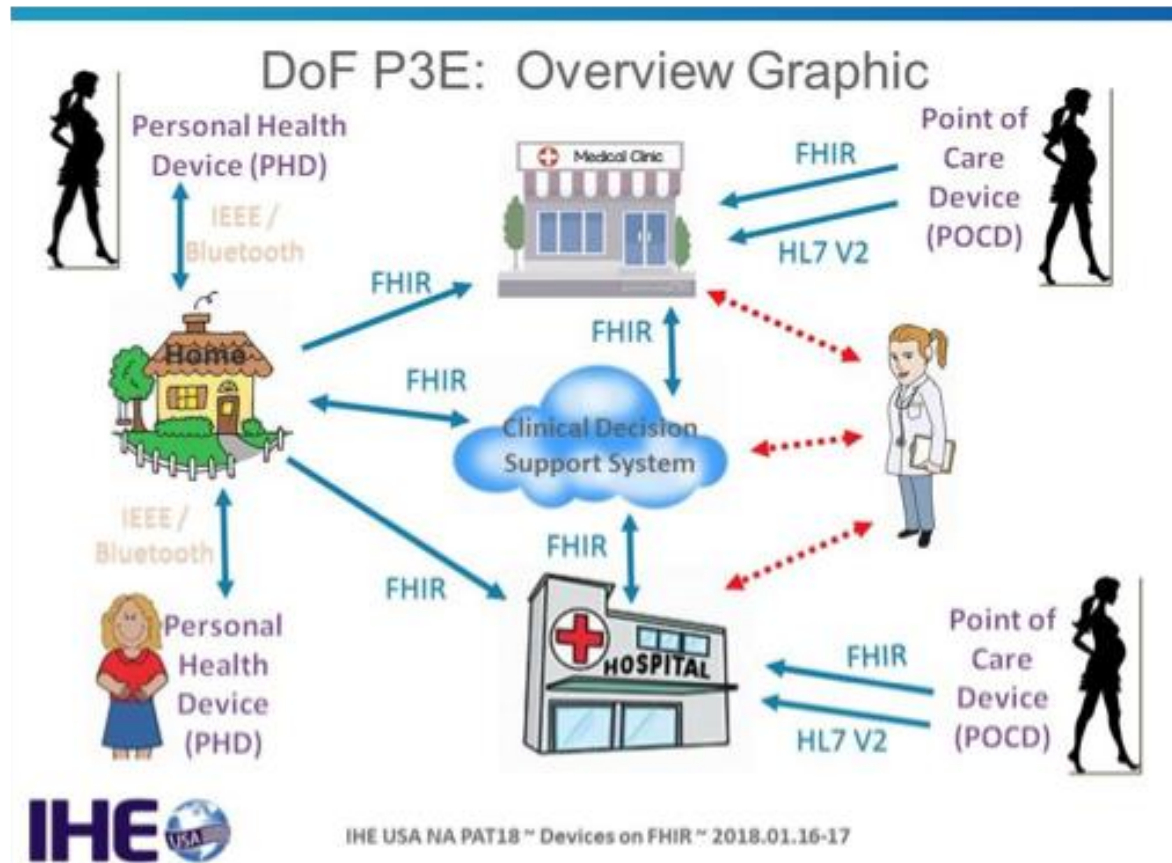 DoF P3E: Overview Graphic
Personal Health
Device (PHD)
IEEE /
Bluetooth
FHIR
Medical Clinic
FHIR
HL7 V2
Point of
Care
Device
(POCD)
Home
FHIR
FHIR
Clinical Decision
Support System
IEEE /
Bluetooth
FHIR
FHIR
Personal
Health
Device
(PHD)
HOSPITAL
FHIR
HL7 V2
Point of
Care
Device
(POCD)
IHE
USA
IHE USA NA PAT18 ~ Devices on FHIR ~ 2018.01.16-17